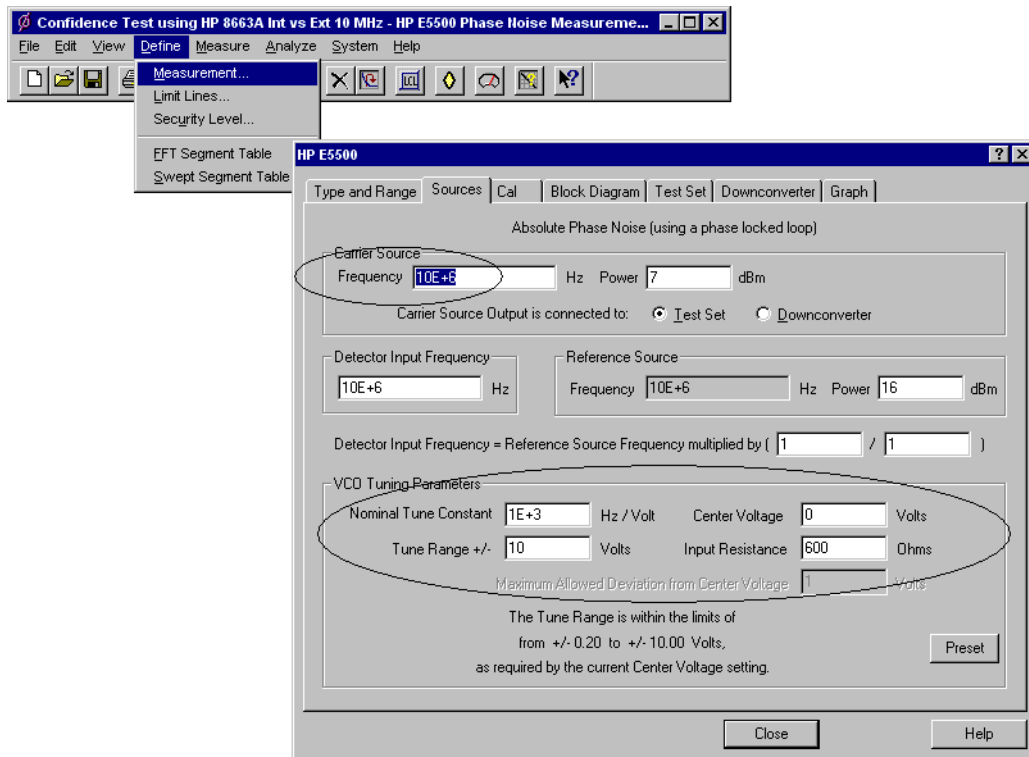 Confidence Test using HP 8663A Int vs Ext 10 MHz - HP E5500 Phase Noise Measureme...
File Edit View Define Measure Analyze System Help
LCL
Measurement...
Limit Lines...
Security Level...
FFT Segment Table
Swept Segment Table
HP E5500
Type and Range Sources Cal Block Diagram Test Set Downconverter Graph
Absolute Phase Noise (using a phase locked loop)
Carrier Source
Frequency 10E+6 Hz Power 7 dBm
Carrier Source Output is connected to: Test Set Downconverter
Detector Input Frequency
10E+6 Hz
Reference Source
Frequency 10E+6 Hz Power 16 dBm
Detector Input Frequency = Reference Source Frequency multiplied by ( 1 / 1 )
VCO Tuning Parameters
Nominal Tune Constant 1E+3 Hz / Volt Center Voltage 0 Volts
Tune Range +/- 10 Volts Input Resistance 600 Ohms
Maximum Allowed Deviation from Center Voltage 1 Volts
The Tune Range is within the limits of
from +/- 0.20 to +/- 10.00 Volts,
as required by the current Center Voltage setting.
Preset
Close Help